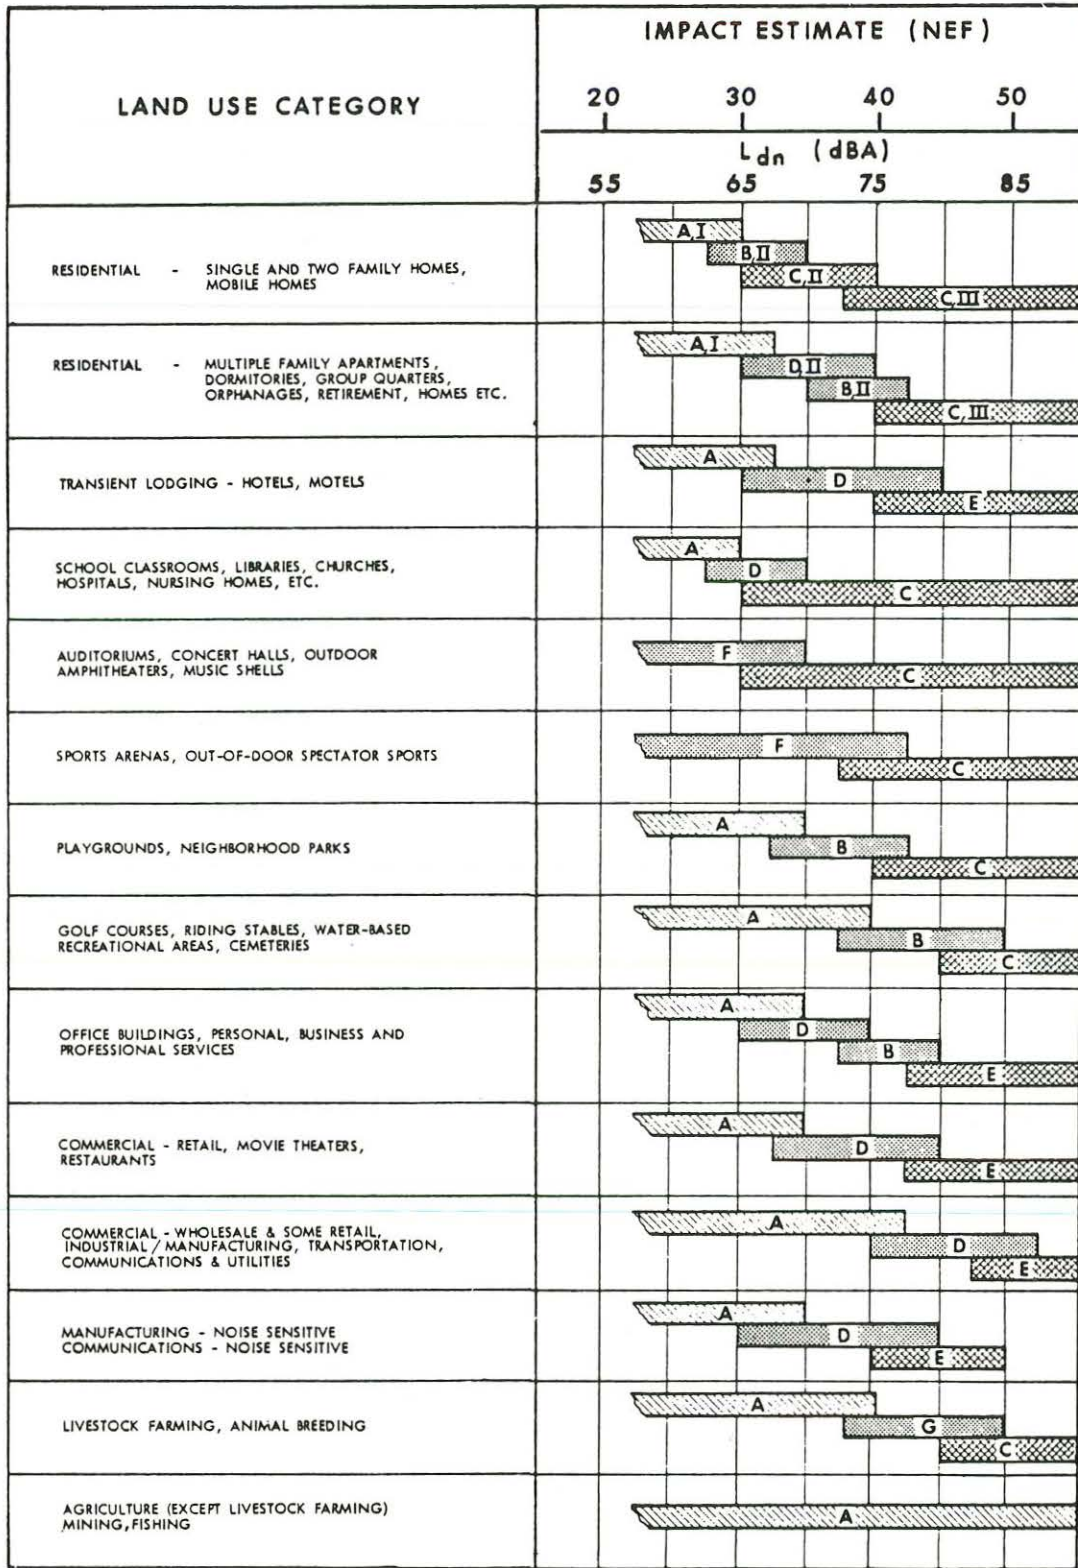 IMPACT ESTIMATE (NEF)
LAND USE CATEGORY
20 30 40 50
Ldn (dBA)
55 65 75 85
RESIDENTIAL - SINGLE AND TWO FAMILY HOMES,
MOBILE HOMES
A,I
B,II
C,II
C,III
RESIDENTIAL - MULTIPLE FAMILY APARTMENTS,
DORMITORIES, GROUP QUARTERS,
ORPHANAGES, RETIREMENT, HOMES ETC.
A,I
D,II
B,II
C,III
TRANSIENT LODGING - HOTELS, MOTELS
A
D
E
SCHOOL CLASSROOMS, LIBRARIES, CHURCHES,
HOSPITALS, NURSING HOMES, ETC.
A
D
C
AUDITORIUMS, CONCERT HALLS, OUTDOOR
AMPHITHEATERS, MUSIC SHELLS
F
C
SPORTS ARENAS, OUT-OF-DOOR SPECTATOR SPORTS
F
C
PLAYGROUNDS, NEIGHBORHOOD PARKS
A
B
C
GOLF COURSES, RIDING STABLES, WATER-BASED
RECREATIONAL AREAS, CEMETERIES
A
B
C
OFFICE BUILDINGS, PERSONAL, BUSINESS AND
PROFESSIONAL SERVICES
A
D
B
E
COMMERCIAL - RETAIL, MOVIE THEATERS,
RESTAURANTS
A
D
E
COMMERCIAL - WHOLESALE & SOME RETAIL,
INDUSTRIAL/MANUFACTURING, TRANSPORTATION,
COMMUNICATIONS & UTILITIES
A
D
E
MANUFACTURING - NOISE SENSITIVE
COMMUNICATIONS - NOISE SENSITIVE
A
D
E
LIVESTOCK FARMING, ANIMAL BREEDING
A
G
C
AGRICULTURE (EXCEPT LIVESTOCK FARMING)
MINING, FISHING
A